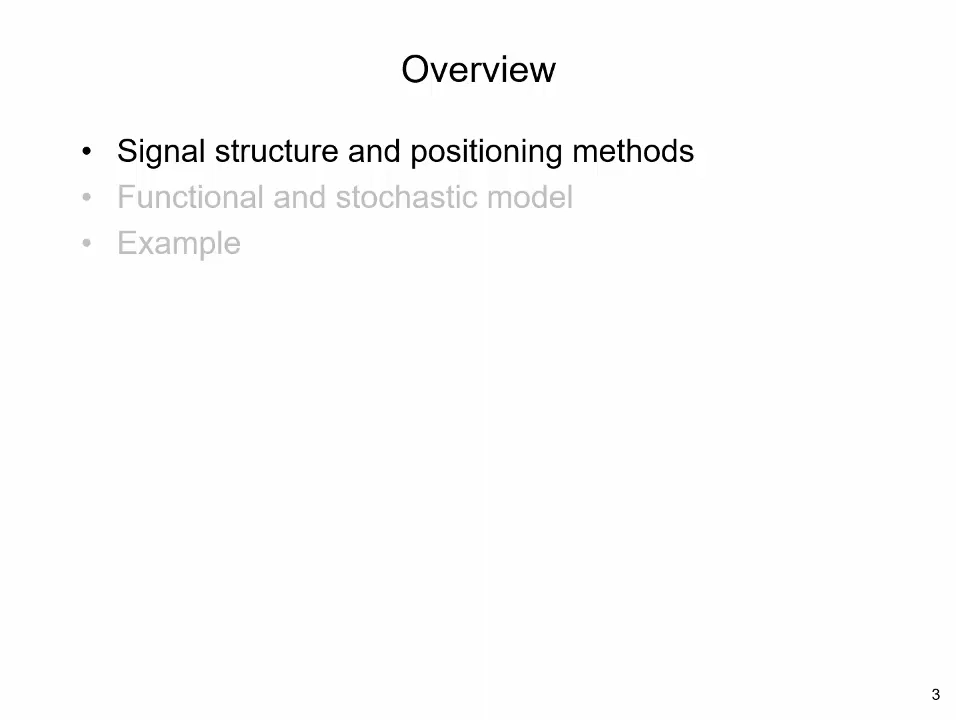 Overview
• Signal structure and positioning methods
• Functional and stochastic model
• Example
3